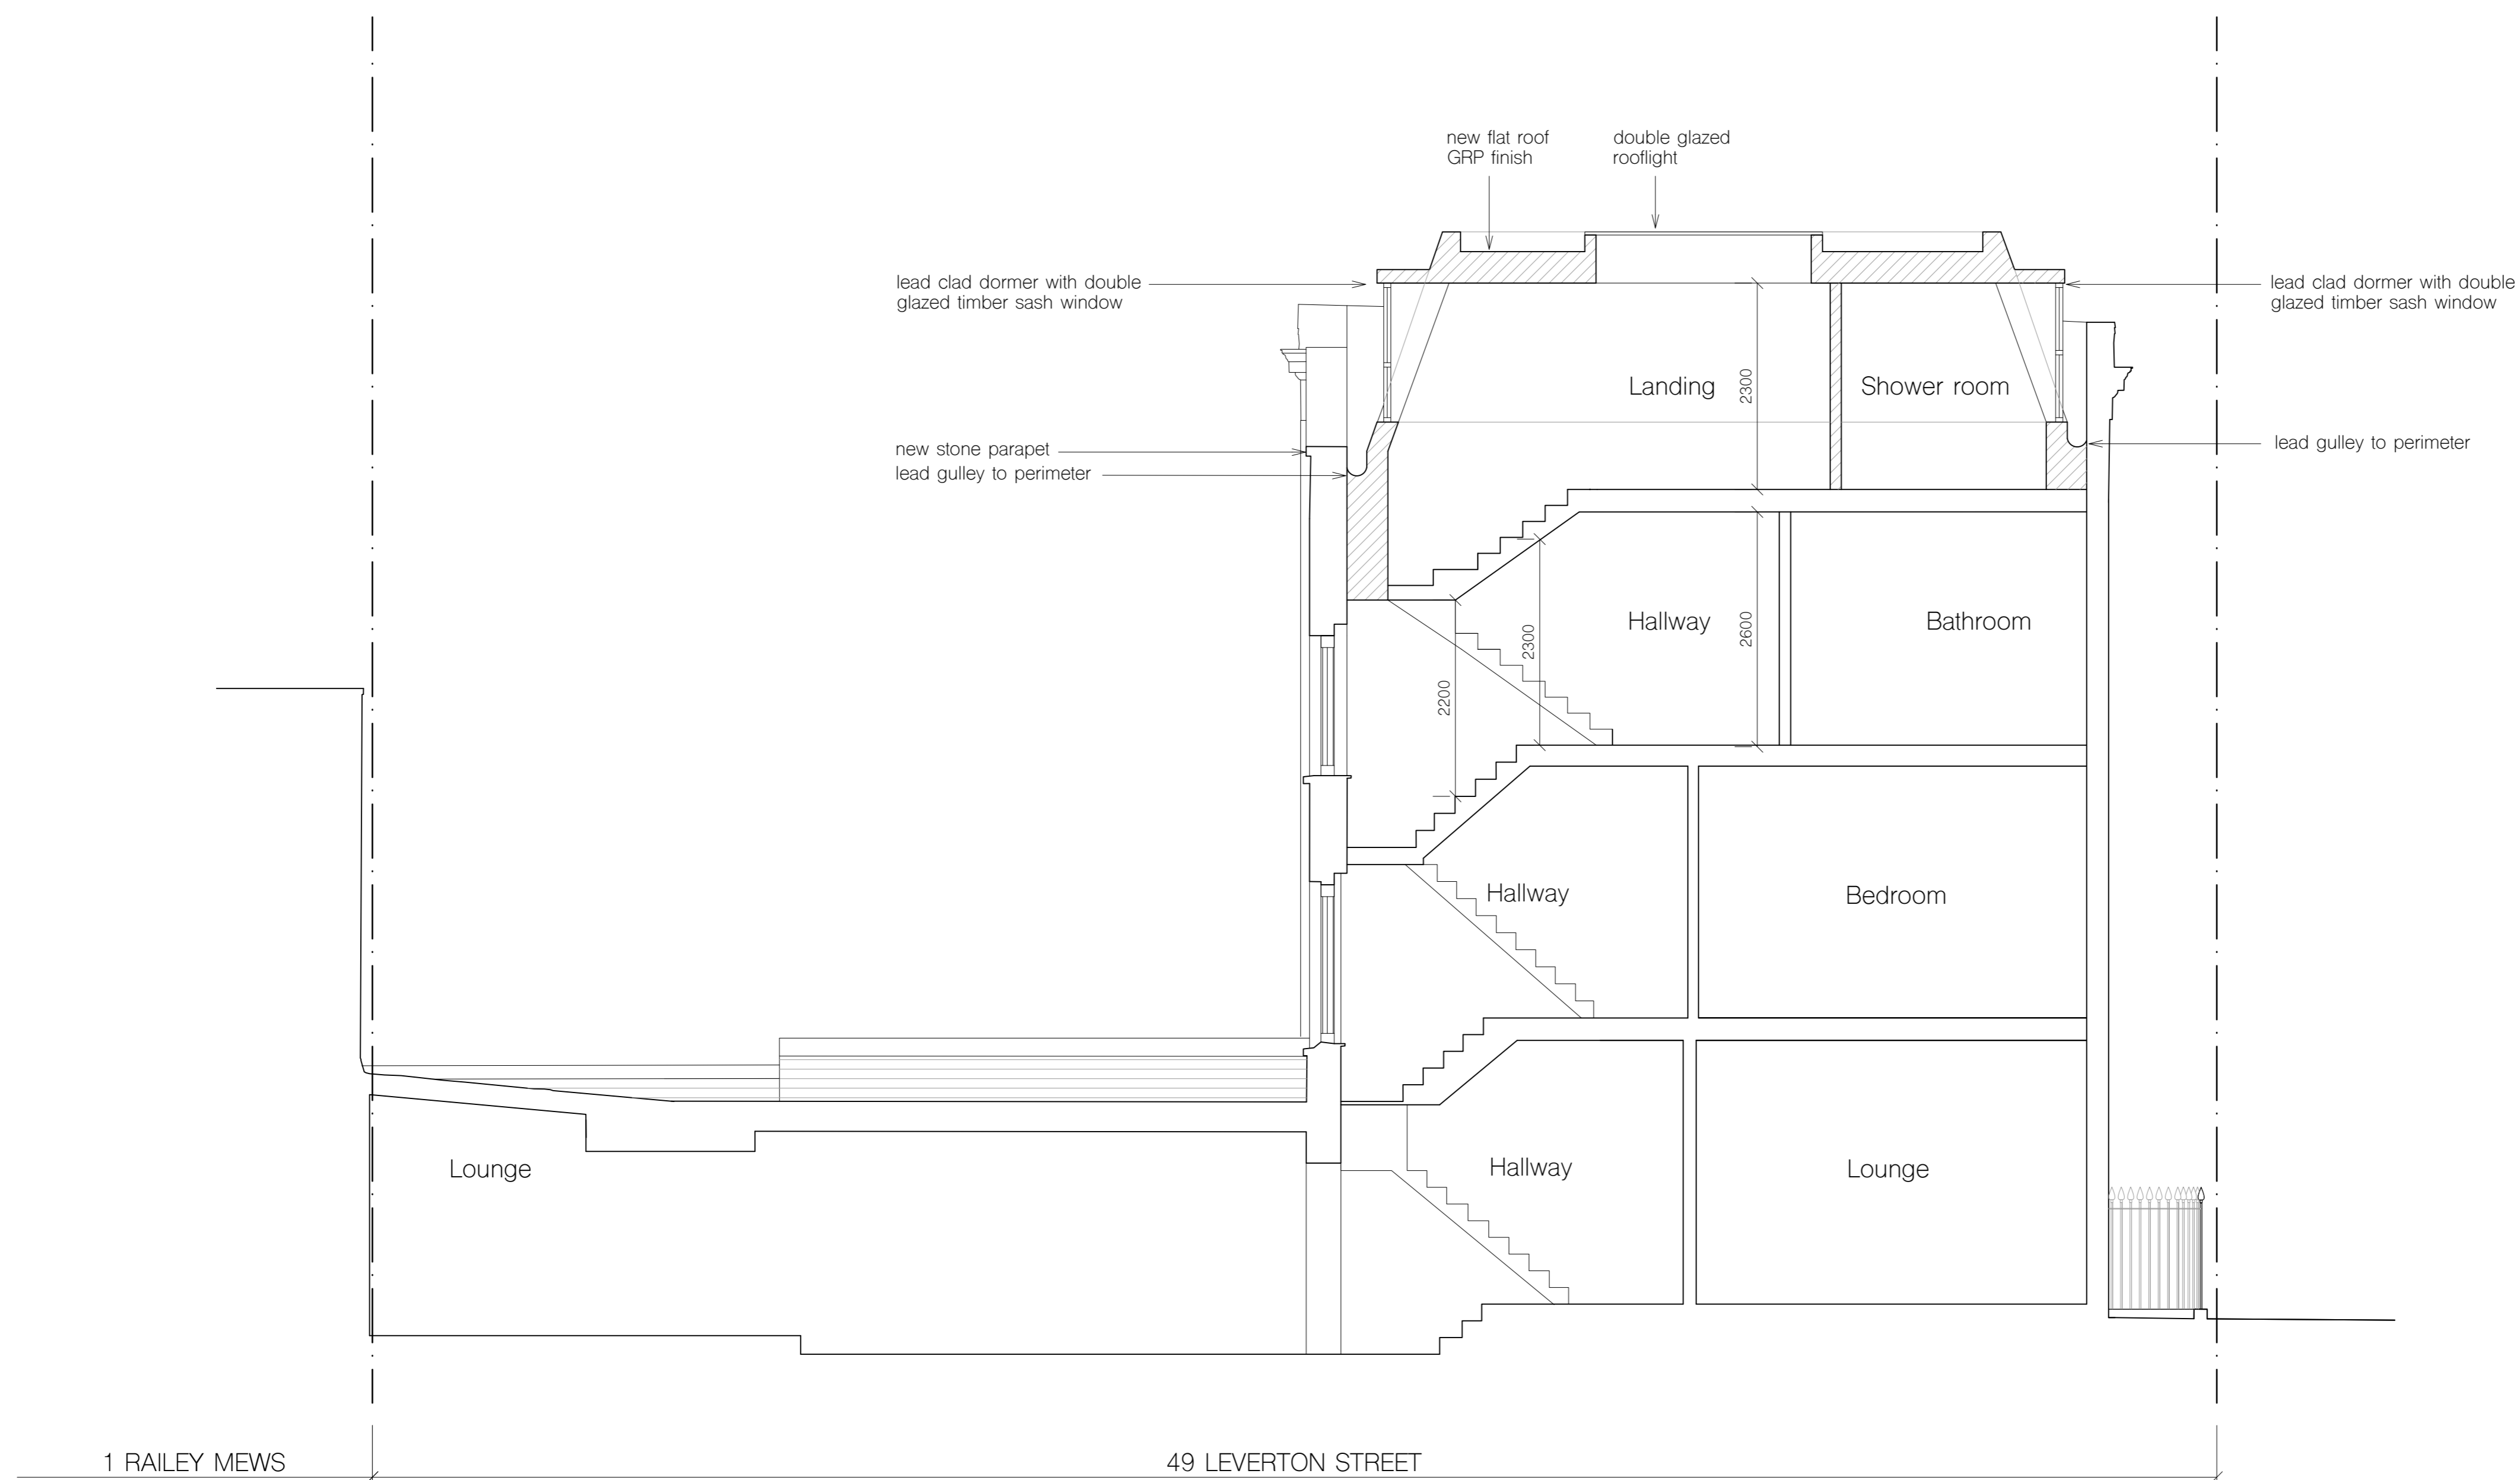 new flat roof
GRP finish
double glazed
rooflight
lead clad dormer with double
glazed timber sash window
lead clad dormer with double
glazed timber sash window
Landing
2300
Shower room
new stone parapet
lead gulley to perimeter
lead gulley to perimeter
Hallway
2600
Bathroom
2300
2200
Hallway
Bedroom
Lounge
Hallway
Lounge
1 RAILEY MEWS
49 LEVERTON STREET